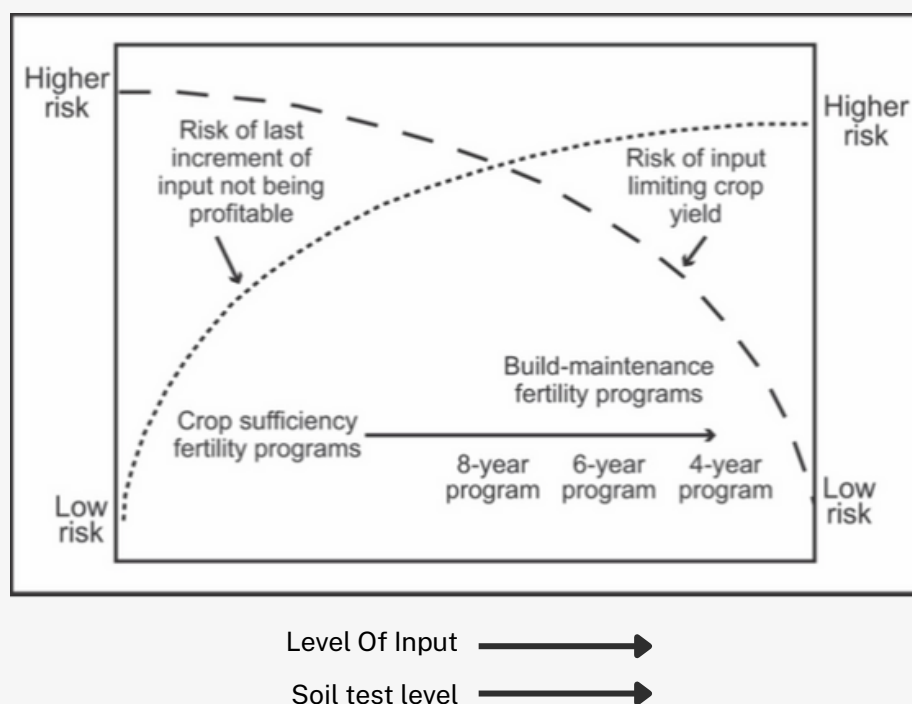 Higher
risk
Risk of last
increment of
input not being
profitable
Risk of input
limiting crop
yield
Higher
risk
Build-maintenance
fertility programs
Crop sufficiency
fertility programs
8-year
program
6-year
program
4-year
program
Low
risk
Low
risk
Level Of Input
Soil test level